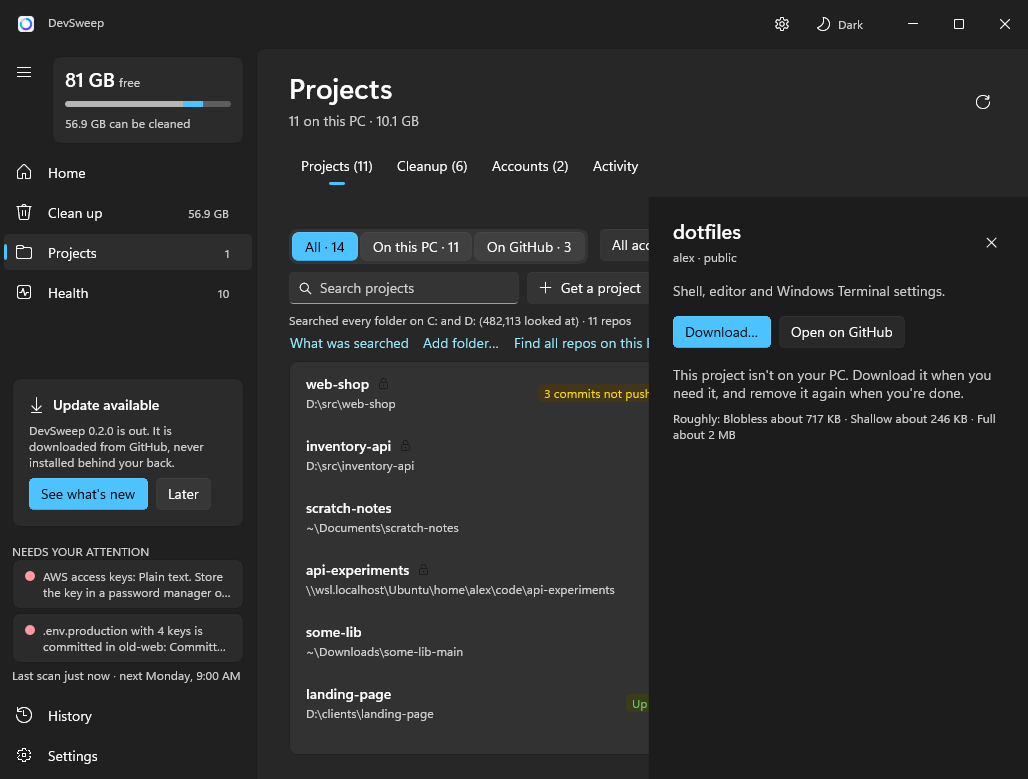 DevSweep
Dark
81 GB free
56.9 GB can be cleaned
Home
Clean up
56.9 GB
Projects
1
Health
10
Update available
DevSweep 0.2.0 is out. It is
downloaded from GitHub, never
installed behind your back.
See what's new
Later
NEEDS YOUR ATTENTION
AWS access keys: Plain text. Store
the key in a password manager o...
.env.production with 4 keys is
committed in old-web: Committ...
Last scan just now · next Monday, 9:00 AM
History
Settings
Projects
11 on this PC · 10.1 GB
Projects (11)
Cleanup (6)
Accounts (2)
Activity
All · 14
On this PC · 11
On GitHub · 3
All acc
Search projects
Get a project
Searched every folder on C: and D: (482,113 looked at) · 11 repos
What was searched
Add folder...
Find all repos on this
web-shop
D:\src\web-shop
3 commits not push
inventory-api
D:\src\inventory-api
scratch-notes
~\Documents\scratch-notes
api-experiments
\\wsl.localhost\Ubuntu\home\alex\code\api-experiments
some-lib
~\Downloads\some-lib-main
landing-page
D:\clients\landing-page
Up
dotfiles
alex · public
Shell, editor and Windows Terminal settings.
Download...
Open on GitHub
This project isn't on your PC. Download it when you
need it, and remove it again when you're done.
Roughly: Blobless about 717 KB · Shallow about 246 KB · Full
about 2 MB